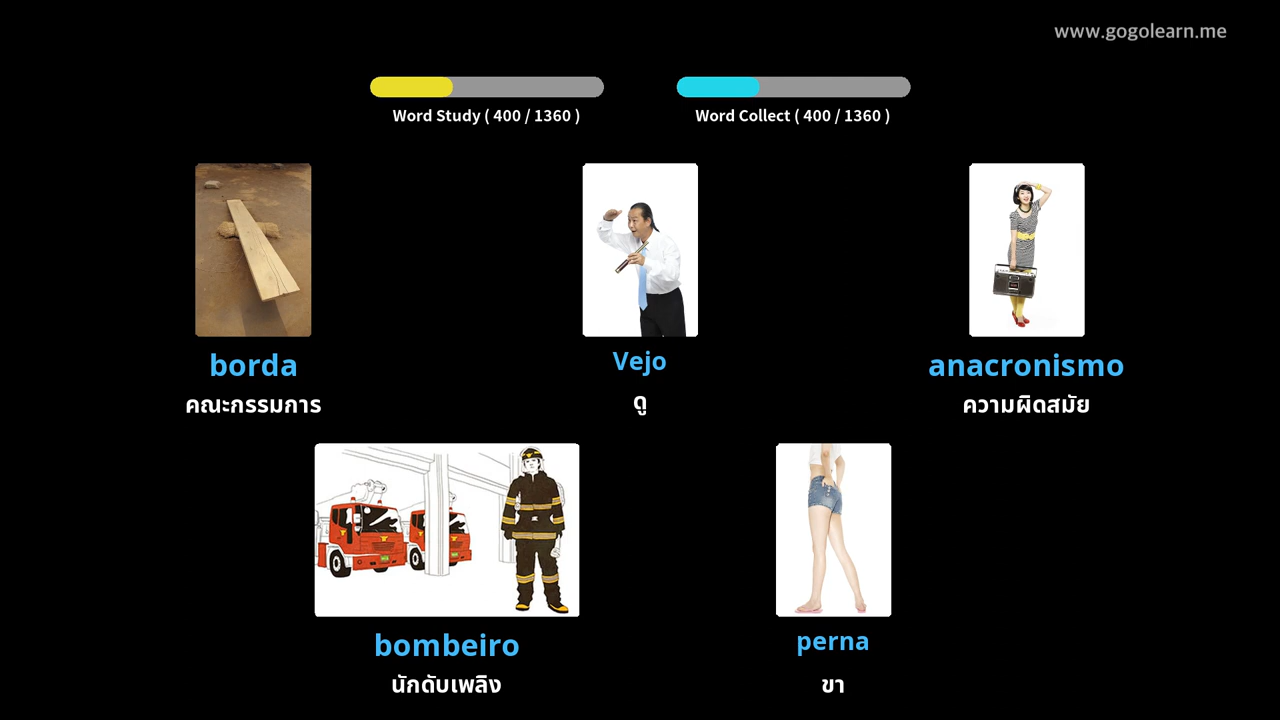 www.gogolearn.me
Word Study ( 400 / 1360 )
Word Collect ( 400 / 1360 )
borda
คณะกรรมการ
Vejo
ดู
anacronismo
ความผิดสมัย
bombeiro
นักดับเพลิง
perna
ขา